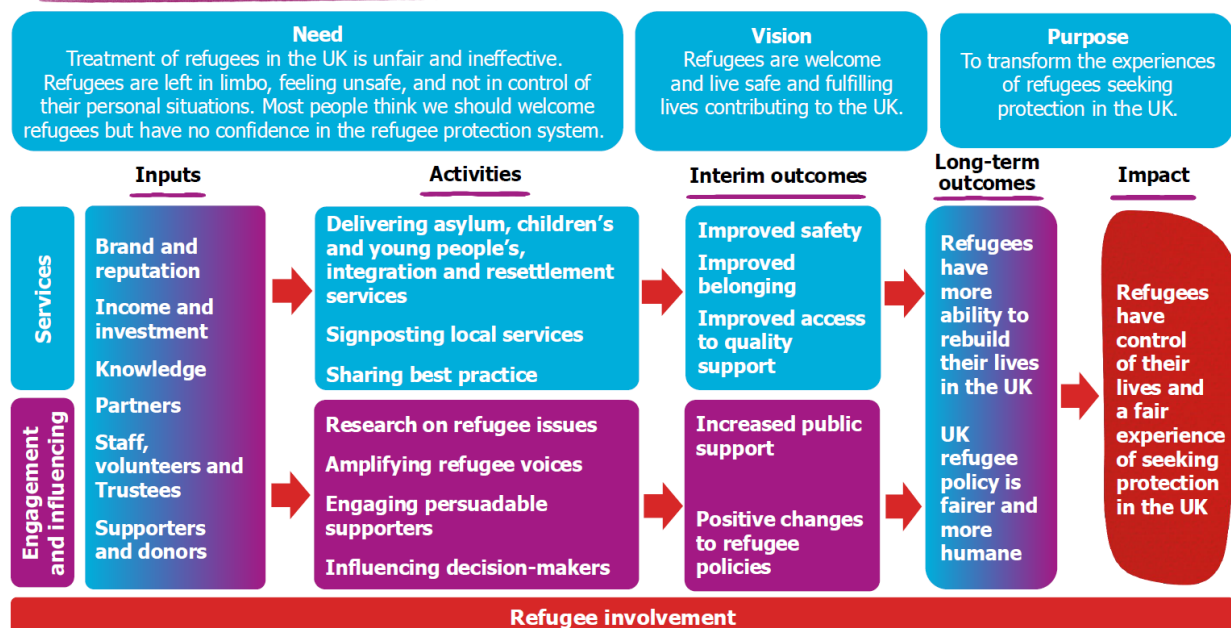 Need
Treatment of refugees in the UK is unfair and ineffective.
Refugees are left in limbo, feeling unsafe, and not in control of
their personal situations. Most people think we should welcome
refugees but have no confidence in the refugee protection system.
Vision
Refugees are welcome
and live safe and fulfilling
lives contributing to the UK.
Purpose
To transform the experiences
of refugees seeking
protection in the UK.
Inputs
Activities
Interim outcomes
Long-term
outcomes
Impact
Services
Engagement
and influencing
Brand and
reputation
Income and
investment
Knowledge
Partners
Staff,
volunteers and
Trustees
Supporters
and donors
Delivering asylum, children’s
and young people’s,
integration and resettlement
services
Signposting local services
Sharing best practice
Research on refugee issues
Amplifying refugee voices
Engaging persuadable
supporters
Influencing decision-makers
Improved safety
Improved
belonging
Improved access
to quality
support
Increased public
support
Positive changes
to refugee
policies
Refugees
have
more
ability to
rebuild
their lives
in the UK
UK
refugee
policy is
fairer and
more
humane
Refugees
have
control
of their
lives and
a fair
experience
of seeking
protection
in the UK
Refugee involvement